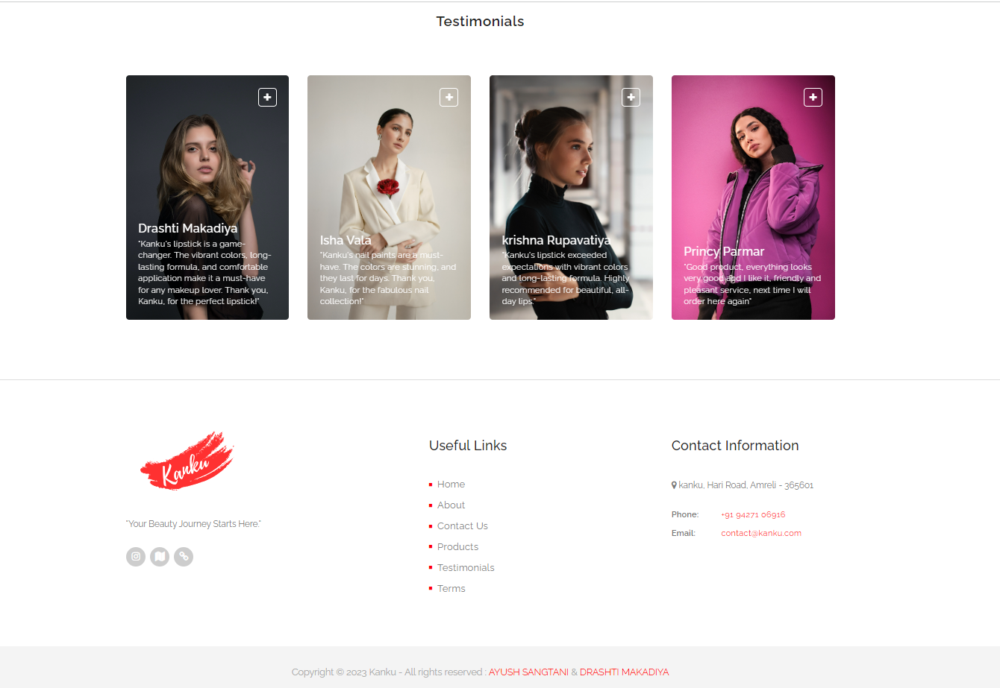 Testimonials
Drashti Makadiya
"Kanku's lipstick is a game-
changer. The vibrant colors, long-
lasting formula, and comfortable
application make it a must-have
for any makeup lover. Thank you,
Kanku, for the perfect lipstick!"
Isha Vala
"Kanku's nail paints are a must-
have. The colors are stunning, and
they last for days. Thank you,
Kanku, for the fabulous nail
collection!"
krishna Rupavatiya
"Kanku's lipstick exceeded
expectations with vibrant colors
and long-lasting formula. Highly
recommended for beautiful, all-
day lips."
Princy Parmar
"Good product, everything looks
very good and I like it, friendly and
pleasant service, next time I will
order here again"
Kanku
"Your Beauty Journey Starts Here."
Useful Links
Home
About
Contact Us
Products
Testimonials
Terms
Contact Information
kanku, Hari Road, Amreli - 365601
Phone: +91 94271 06916
Email: contact@kanku.com
Copyright © 2023 Kanku - All rights reserved : AYUSH SANGTANI & DRASHTI MAKADIYA